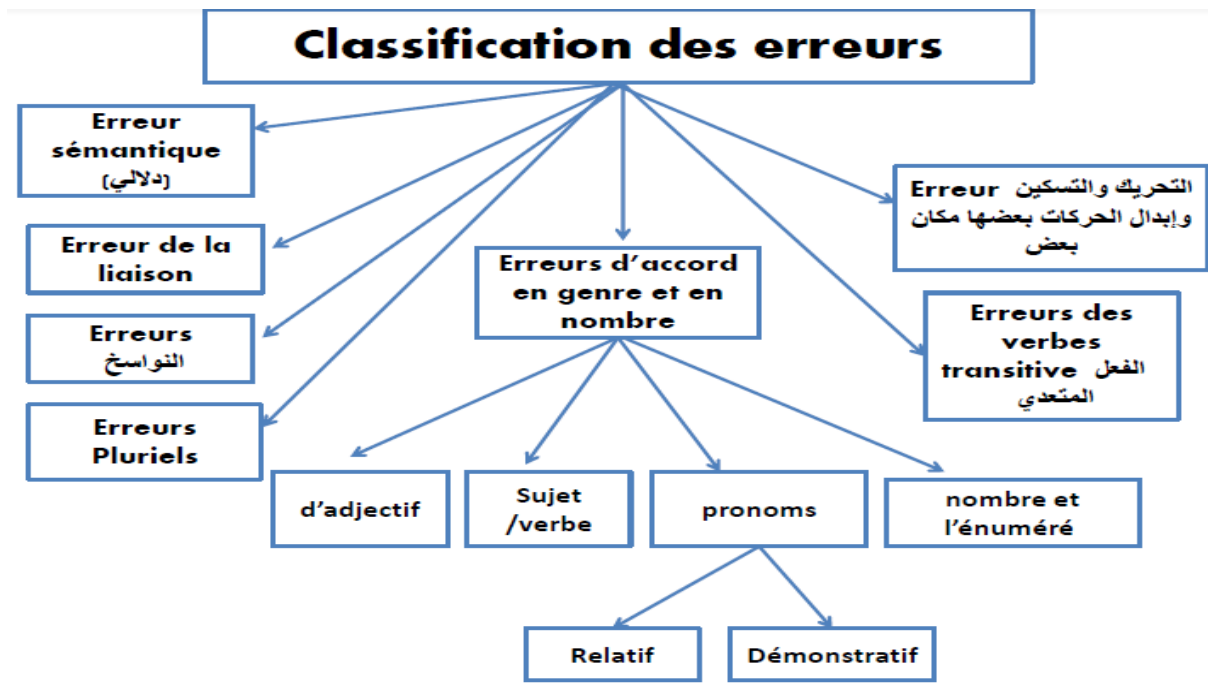 Classification des erreurs
Erreur
sémantique
(دلالي)
Erreur de la
liaison
Erreurs
النواسخ
Erreurs
Pluriels
Erreurs d’accord
en genre et en
nombre
Erreur التحريك والتسكين
وإبدال الحركات بعضها مكان
بعض
Erreurs des
verbes
transitive الفعل
المتعدي
d’adjectif
Sujet
/verbe
pronoms
nombre et
l’énuméré
Relatif
Démonstratif